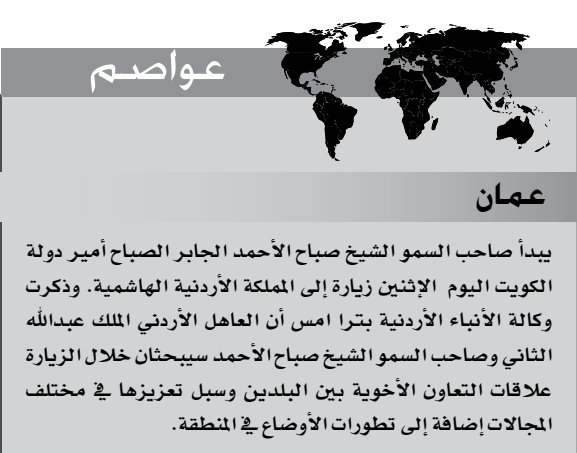 عواصم
عمان
يبدأ صاحب السمو الشيخ صباح الأحمد الجابر الصباح أمير دولة
الكويت اليوم الإثنين زيارة إلى المملكة الأردنية الهاشمية. وذكرت
وكالة الأنباء الأردنية بترا امس أن العاهل الأردني الملك عبدالله
الثاني وصاحب السمو الشيخ صباح الأحمد سيبحثان خلال الزيارة
علاقات التعاون الأخوية بين البلدين وسبل تعزيزها في مختلف
المجالات إضافة إلى تطورات الأوضاع في المنطقة.